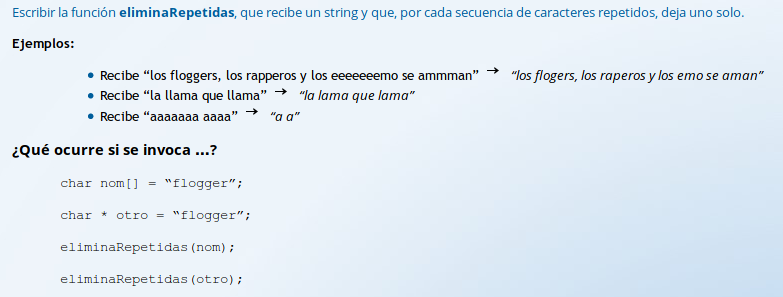 Escribir la función eliminaRepetidas, que recibe un string y que, por cada secuencia de caracteres repetidos, deja uno solo.
Ejemplos:
• Recibe “los floggers, los rapperos y los eeeeeeemo se ammman” → “los flogers, los raperos y los emo se aman”
• Recibe “la llama que llama” → “la lama que lama”
• Recibe “aaaaaaa aaaa” → “a a”
¿Qué ocurre si se invoca ...?
char nom[] = “flogger”;
char * otro = “flogger”;
eliminaRepetidas(nom);
eliminaRepetidas(otro);